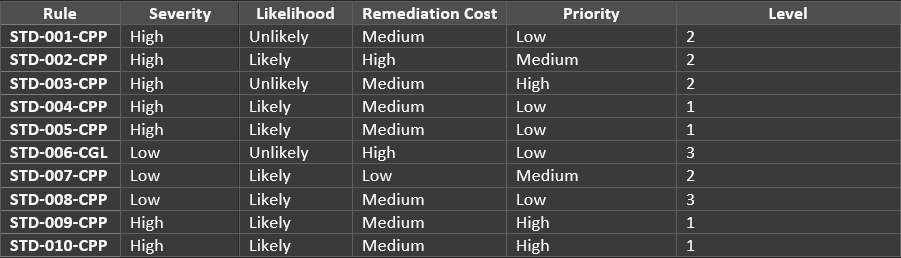 Rule Severity Likelihood Remediation Cost Priority Level
STD-001-CPP High Unlikely Medium Low 2
STD-002-CPP High Likely High Medium 2
STD-003-CPP High Unlikely Medium High 2
STD-004-CPP High Likely Medium Low 1
STD-005-CPP High Likely Medium Low 1
STD-006-CGL Low Unlikely High Low 3
STD-007-CPP Low Likely Low Medium 2
STD-008-CPP Low Likely Medium Low 3
STD-009-CPP High Likely Medium High 1
STD-010-CPP High Likely Medium High 1